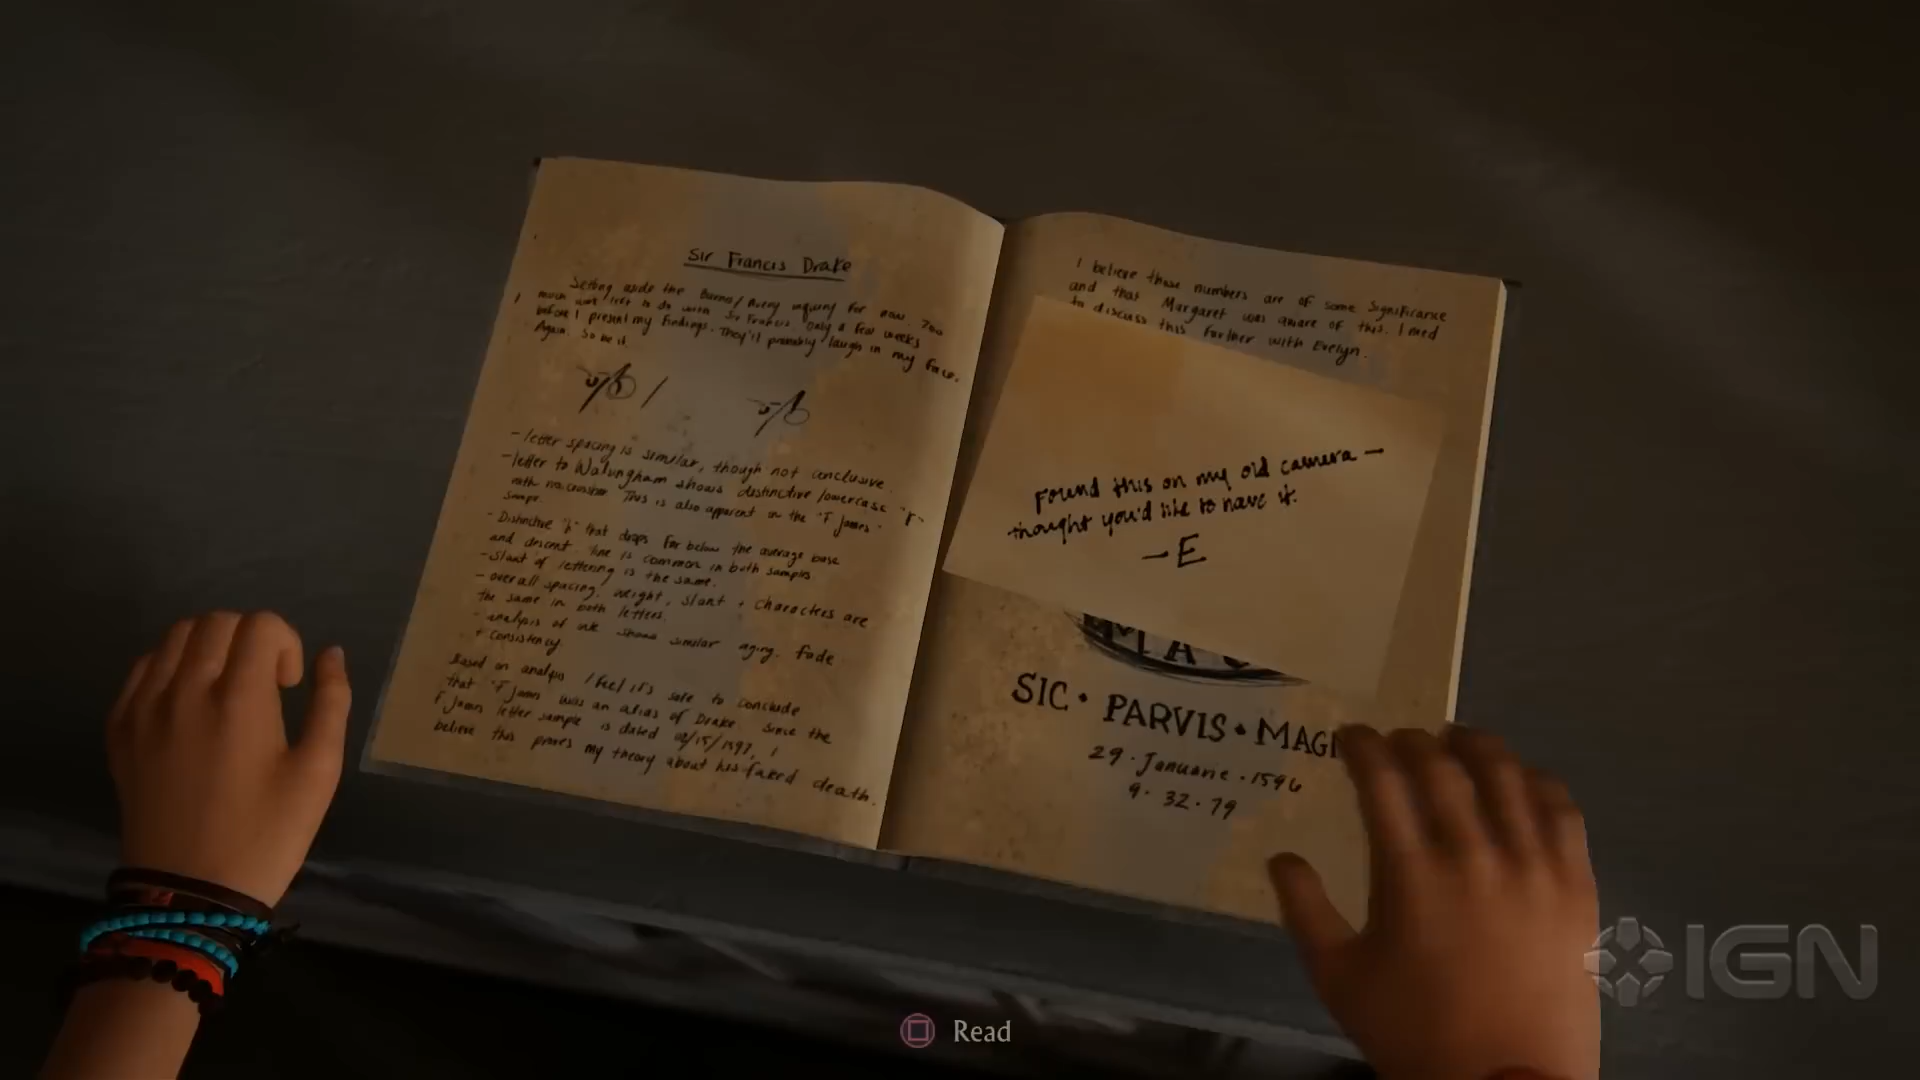 Sir Francis Drake
Setting aside the Burnes/Avery inquiry for now. Too
much work left to do with Sir Francis. Only a few weeks
before I present my findings. They'll probably laugh in my face.
Again. So be it.
- letter spacing is similar, though not conclusive.
- letter to Walsingham shows distinctive lowercase "r"
This is also apparent in the "F James"
sample.
- Distinctive "h" that drops far below the average base
and descent line is common in both samples
- Slant of lettering is the same.
- overall spacing, weight, slant + characters are
the same in both letters.
- analysis of ink shows similar aging, fade
+ consistency.
Based on analysis I feel it's safe to conclude
that "F James" was an alias of Drake. Since the
F James letter sample is dated 1597, I
believe this proves my theory about his faked death.
I believe these numbers are of some significance
and that Margaret was aware of this. I need
to discuss this further with Evelyn.
Found this on my old camera —
thought you'd like to have it.
— E
SIC • PARVIS • MAG
29 · Januarie · 1596
9 · 32 · 79
Read
IGN